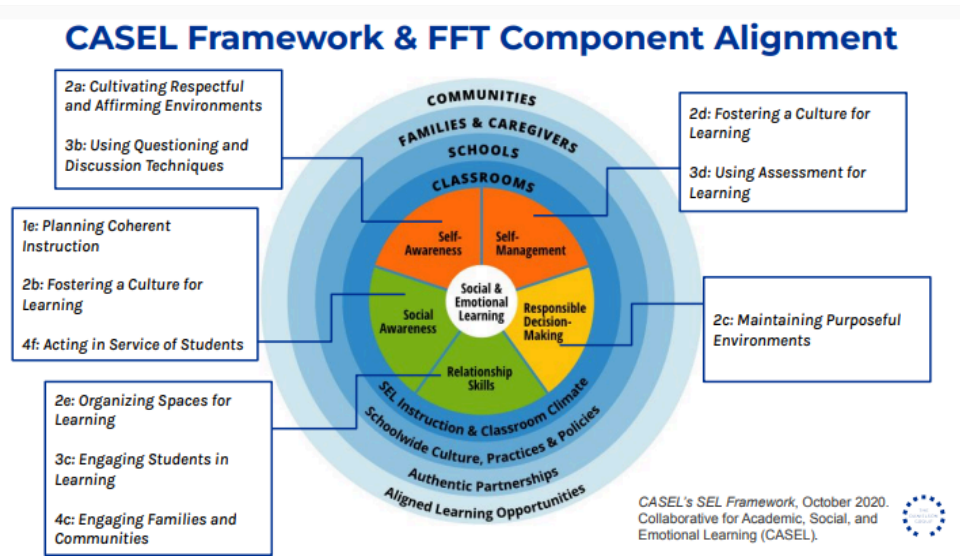 CASEL Framework & FFT Component Alignment
2a: Cultivating Respectful
and Affirming Environments
3b: Using Questioning and
Discussion Techniques
1e: Planning Coherent
Instruction
2b: Fostering a Culture for
Learning
4f: Acting in Service of Students
2e: Organizing Spaces for
Learning
3c: Engaging Students in
Learning
4c: Engaging Families and
Communities
COMMUNITIES
FAMILIES & CAREGIVERS
SCHOOLS
CLASSROOMS
Self-
Awareness
Self-
Management
Social &
Emotional
Learning
Social
Awareness
Responsible
Decision-
Making
Relationship
Skills
SEL Instruction & Classroom Climate
Schoolwide Culture, Practices & Policies
Authentic Partnerships
Aligned Learning Opportunities
2d: Fostering a Culture for
Learning
3d: Using Assessment for
Learning
2c: Maintaining Purposeful
Environments
CASEL's SEL Framework, October 2020.
Collaborative for Academic, Social, and
Emotional Learning (CASEL).
THE
DANIELSON
GROUP